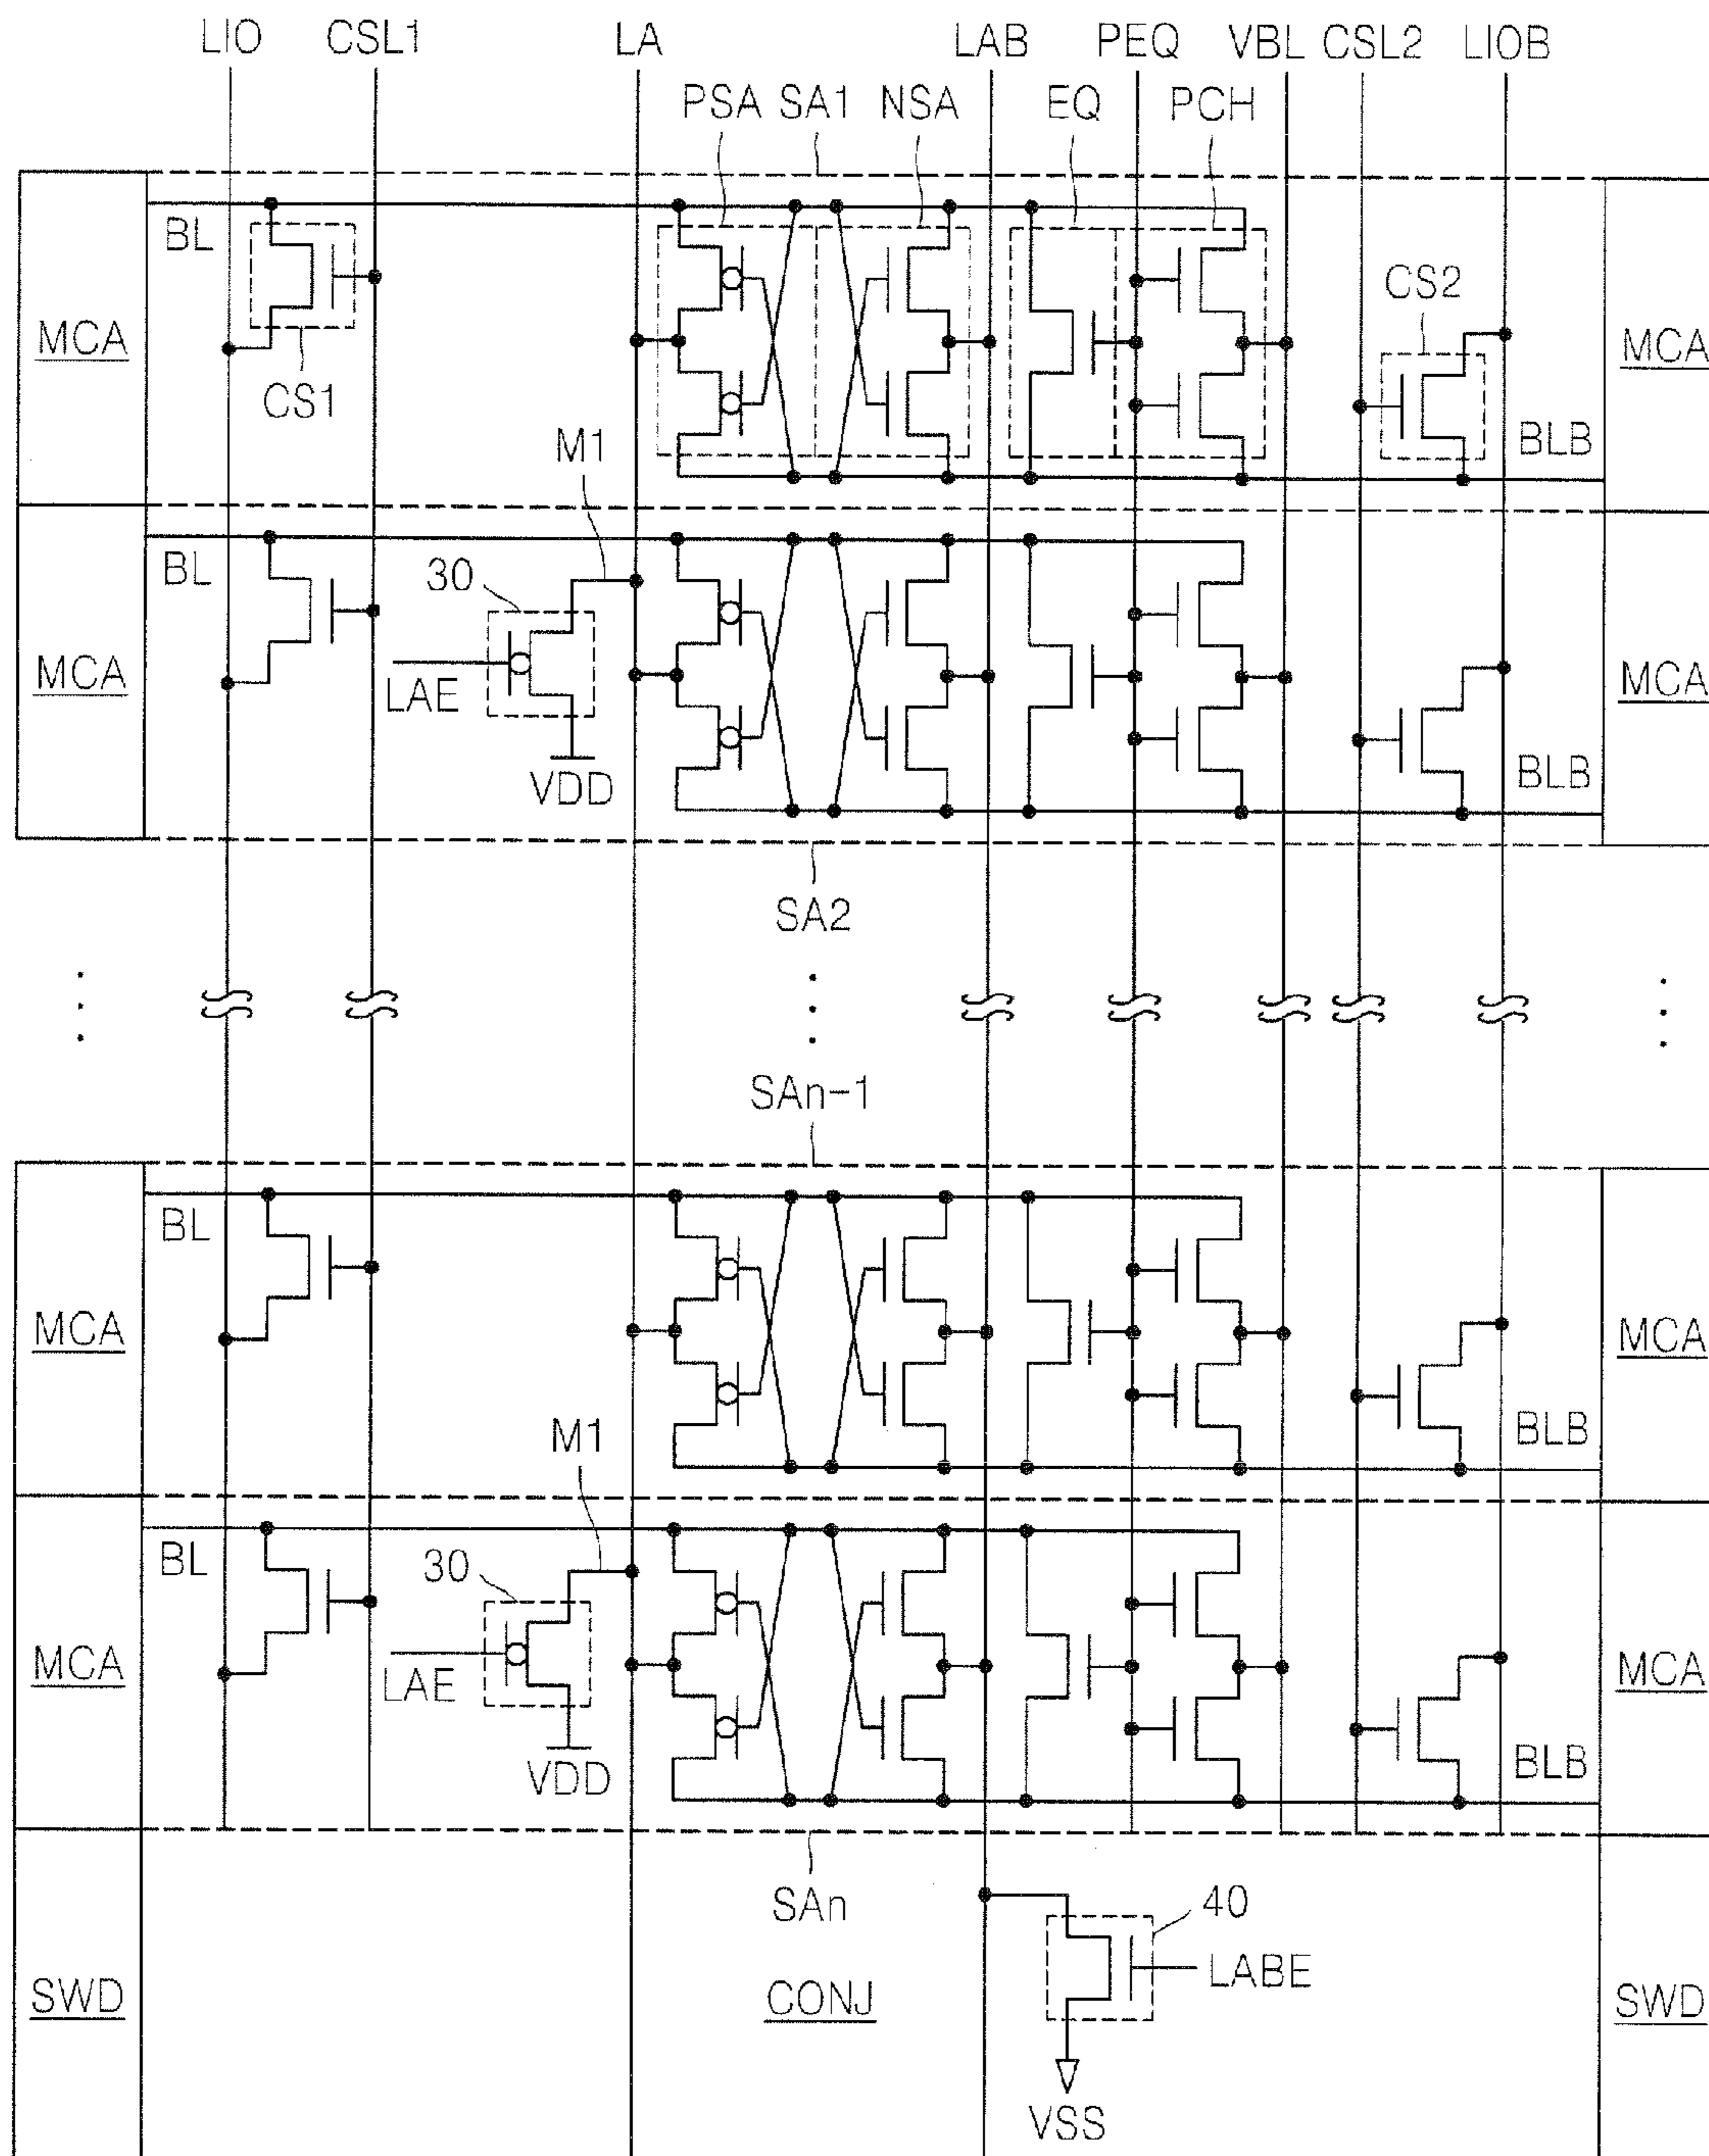 LIO CSL1 LA LAB PEQ VBL CSL2 LIOB
PSA SA1 NSA EQ PCH
BL
CS2
MCA MCA
CS1
M1 BLB
BL
30
MCA LAE MCA
VDD BLB
SA2
SAn-1
BL
MCA MCA
M1 BLB
BL
30
MCA LAE MCA
VDD BLB
SAn
40
LABE
SWD CONJ SWD
VSS